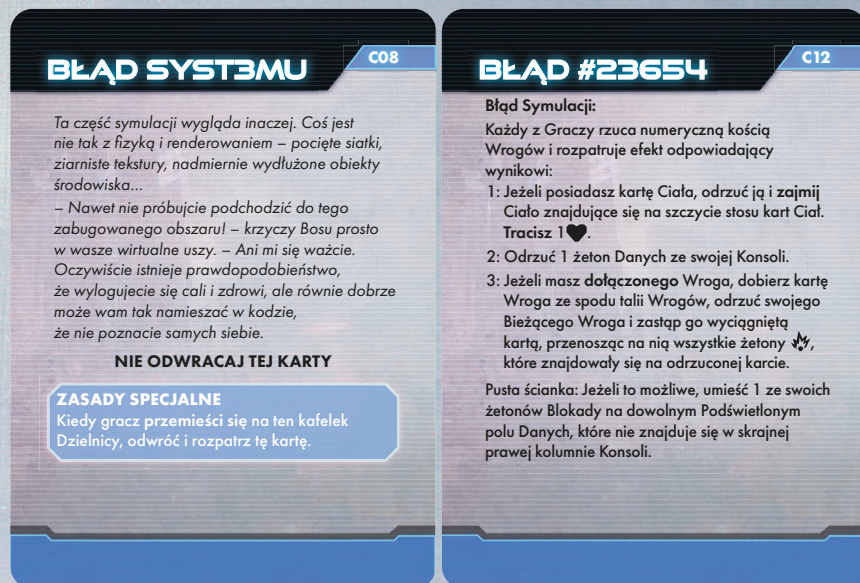 BŁĄD SYST3MU
C08
Ta część symulacji wygląda inaczej. Coś jest
nie tak z fizyką i renderowaniem – pocięte siatki,
ziarniste tekstury, nadmiernie wydłużone obiekty
środowiska...
– Nawet nie próbujcie podchodzić do tego
zabugowanego obszaru! – krzyczy Bosu prosto
w wasze wirtualne uszy. – Ani mi się ważcie.
Oczywiście istnieje prawdopodobieństwo,
że wylogujecie się cali i zdrowi, ale równie dobrze
może wam tak namieszać w kodzie,
że nie poznacie samych siebie.
NIE ODWRACAJ TEJ KARTY
ZASADY SPECJALNE
Kiedy gracz przemieści się na ten kafelek
Dzielnicy, odwróć i rozpatrz tę kartę.
BŁĄD #23654
C12
Błąd Symulacji:
Każdy z Graczy rzuca numeryczną kością
Wrogów i rozpatruje efekt odpowiadający
wynikowi:
1: Jeżeli posiadasz kartę Ciała, odrzuć ją i zajmij
Ciało znajdujące się na szczycie stosu kart Ciał.
Tracisz 1.
2: Odrzuć 1 żeton Danych ze swojej Konsoli.
3: Jeżeli masz dołączonego Wroga, dobierz kartę
Wroga ze spodu talii Wrogów, odrzuć swojego
Bieżącego Wroga i zastąp go wyciągniętą
kartą, przenosząc na nią wszystkie żetony ,
które znajdowały się na odrzuconej karcie.
Pusta ścianka: Jeżeli to możliwe, umieść 1 ze swoich
żetonów Blokady na dowolnym Podświetlonym
polu Danych, które nie znajduje się w skrajnej
prawej kolumnie Konsoli.